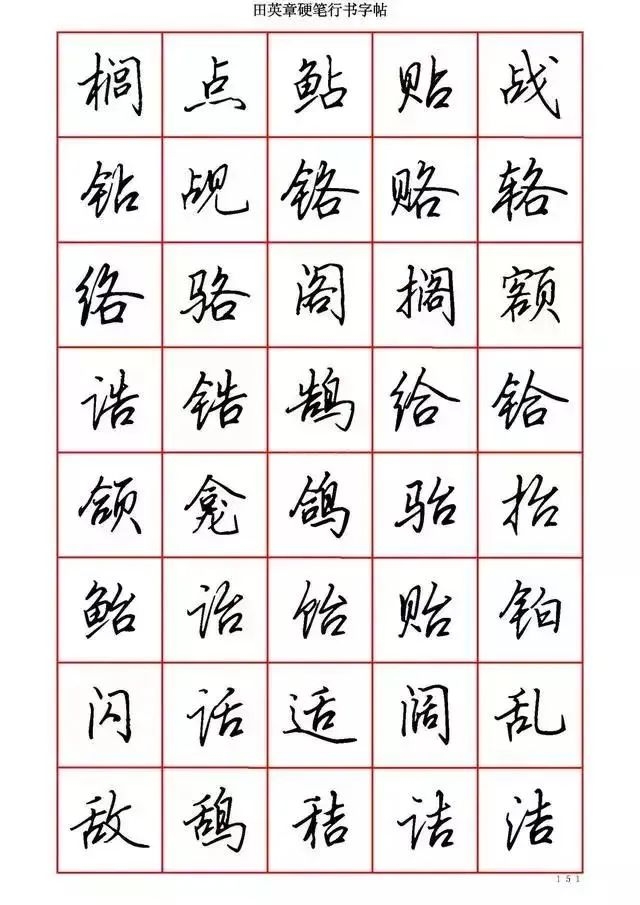 田英章硬笔行书字帖
榈点鲇贴战
钻觇铬赂辂
络骆阁搁额
诰锆鹄给铪
颌龛鸽骀抬
鲐诒饴贻铂
闪话适阔乱
敌鸹秸诘洁
151